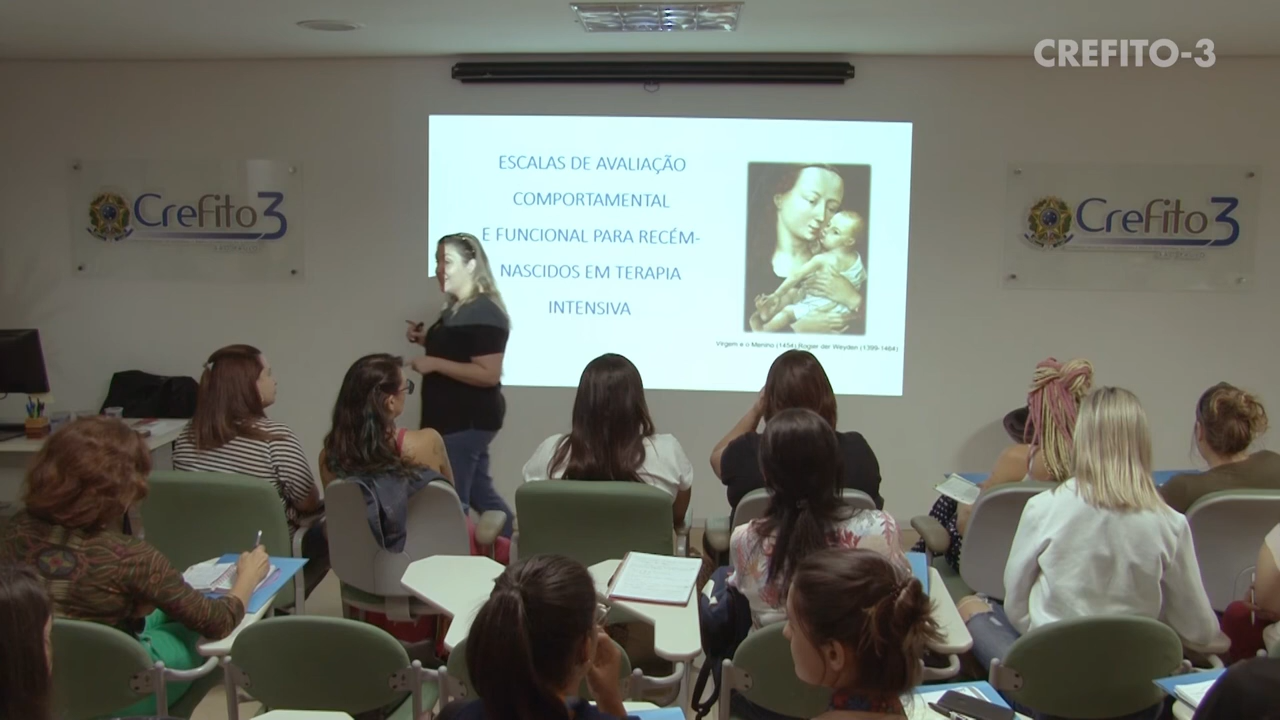 CREFITO-3
ESCALAS DE AVALIAÇÃO
COMPORTAMENTAL
E FUNCIONAL PARA RECÉM-
NASCIDOS EM TERAPIA
INTENSIVA
Virgem e o Menino (1454) Rogier der Weyden (1399-1464)
CreFito3
CreFito3